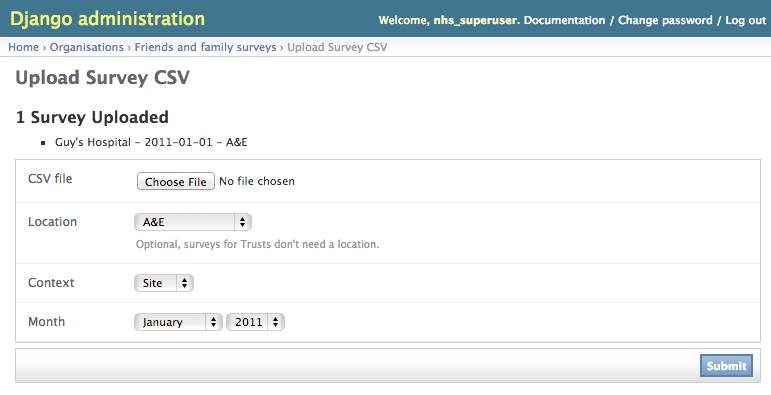 Django administration
Welcome, nhs_superuser. Documentation / Change password / Log out
Home › Organisations › Friends and family surveys › Upload Survey CSV
Upload Survey CSV
1 Survey Uploaded
Guy's Hospital – 2011-01-01 – A&E
CSV file Choose File No file chosen
Location A&E
Optional, surveys for Trusts don't need a location.
Context Site
Month January 2011
Submit